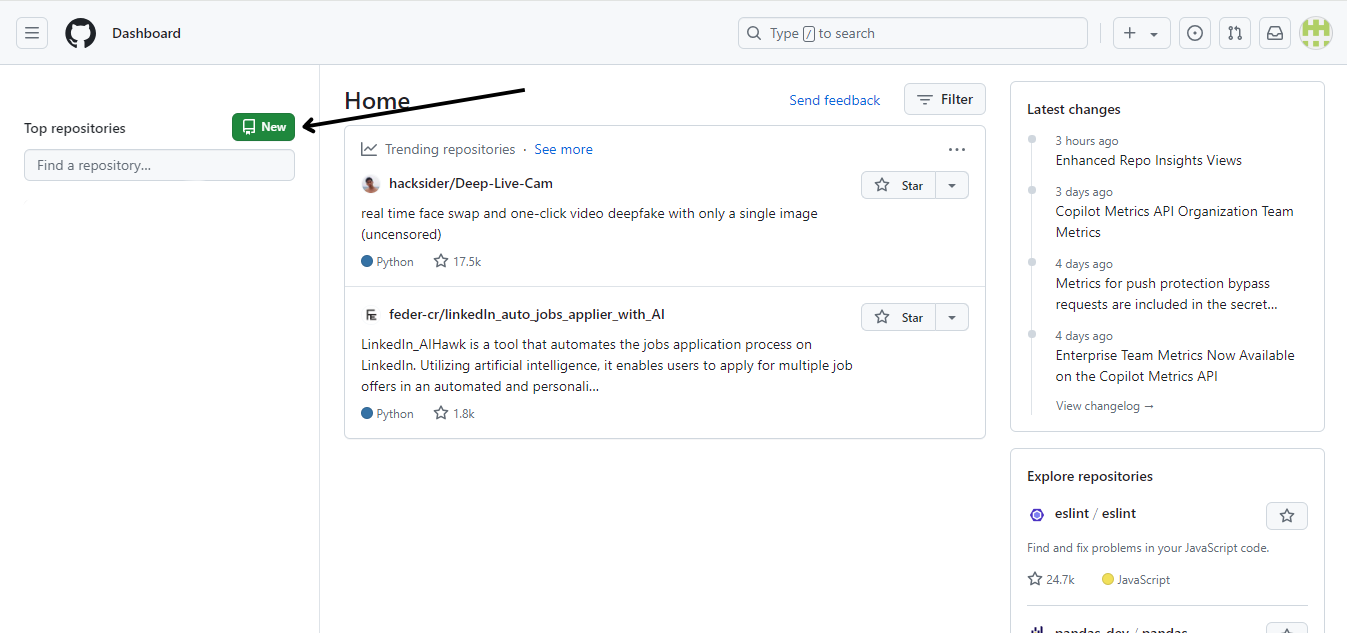 Dashboard
Type / to search
Top repositories
New
Find a repository...
Home
Send feedback
Filter
Trending repositories · See more
hacksider/Deep-Live-Cam
Star
real time face swap and one-click video deepfake with only a single image
(uncensored)
Python
17.5k
feder-cr/linkedIn_auto_jobs_applier_with_AI
Star
LinkedIn_AIHawk is a tool that automates the jobs application process on
LinkedIn. Utilizing artificial intelligence, it enables users to apply for multiple job
offers in an automated and personali...
Python
1.8k
Latest changes
3 hours ago
Enhanced Repo Insights Views
3 days ago
Copilot Metrics API Organization Team
Metrics
4 days ago
Metrics for push protection bypass
requests are included in the secret...
4 days ago
Enterprise Team Metrics Now Available
on the Copilot Metrics API
View changelog →
Explore repositories
eslint / eslint
Find and fix problems in your JavaScript code.
24.7k
JavaScript
pandas-dev / pandas